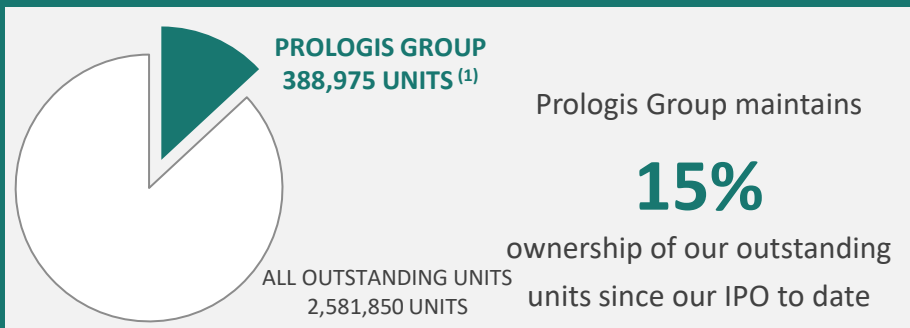 PROLOGIS GROUP
388,975 UNITS (1)
ALL OUTSTANDING UNITS
2,581,850 UNITS
Prologis Group maintains
15%
ownership of our outstanding
units since our IPO to date